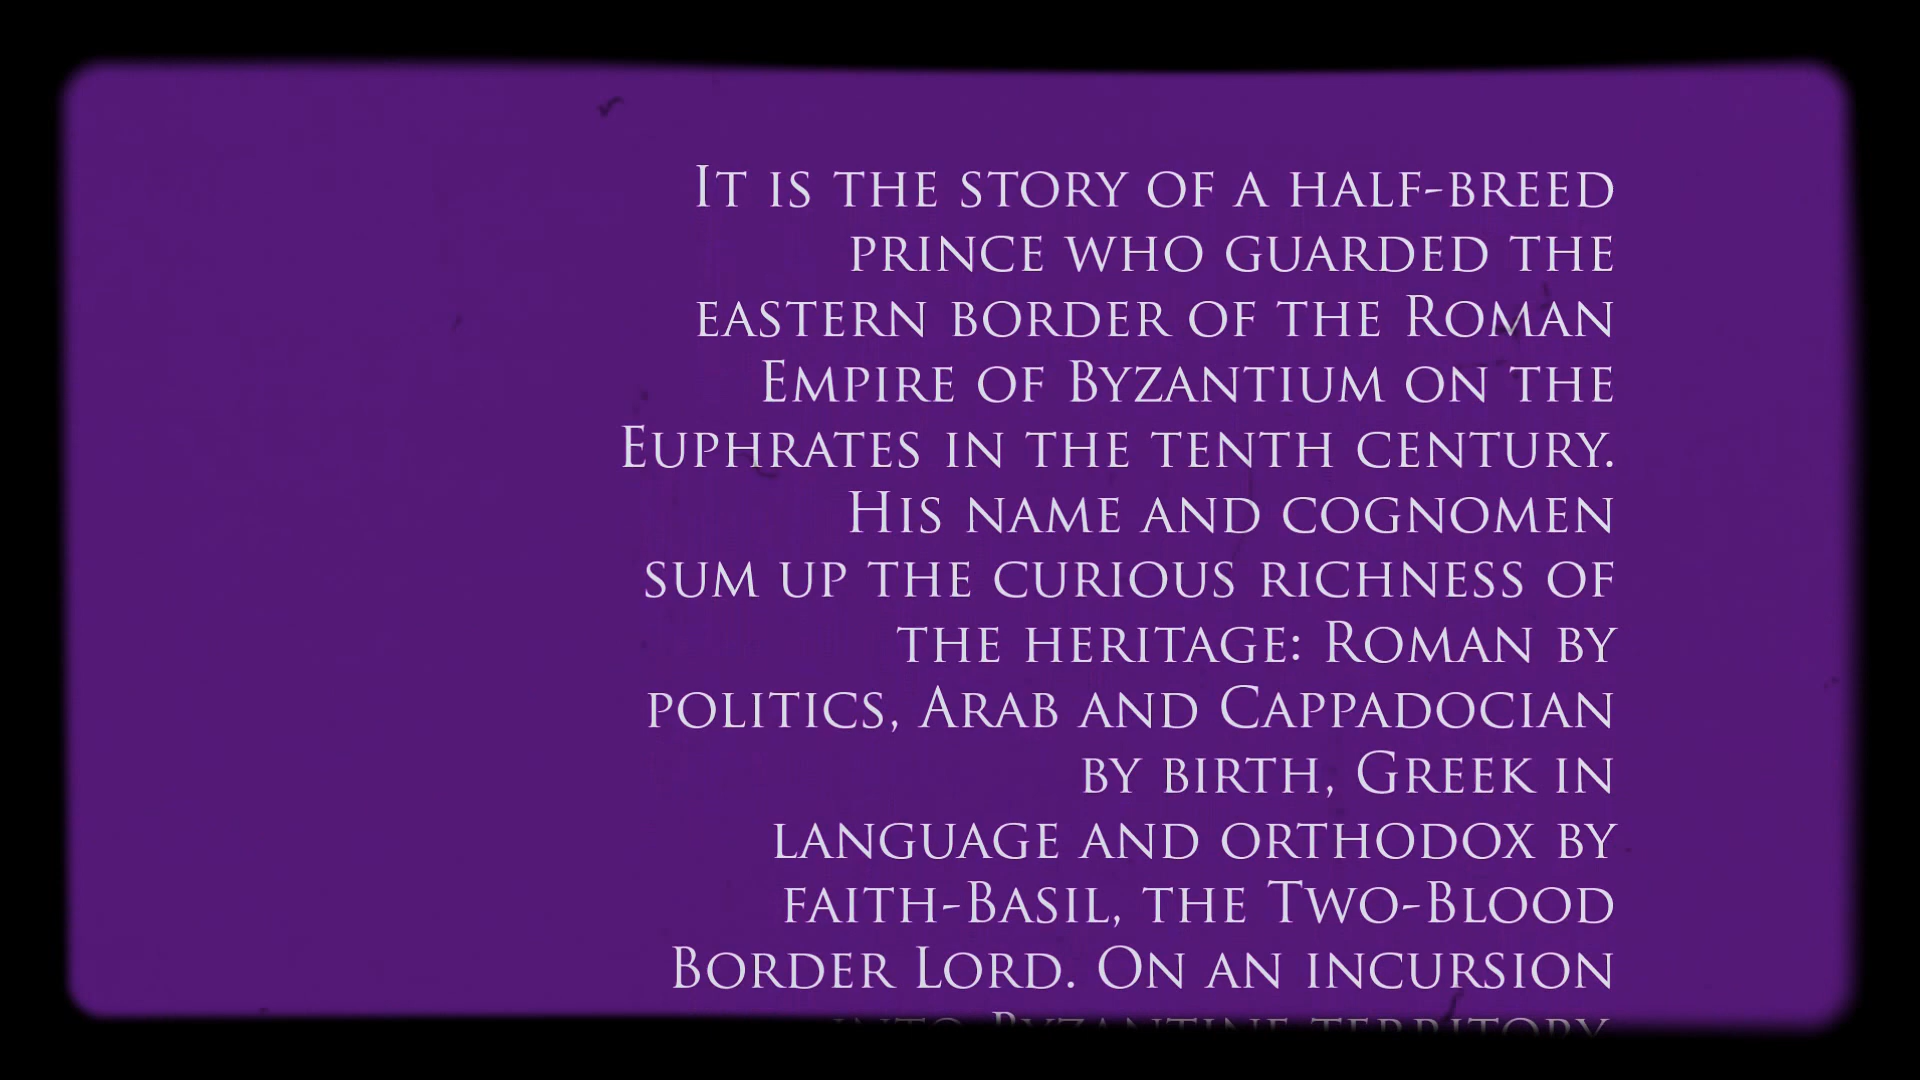 It is the story of a half-breed
prince who guarded the
eastern border of the Roman
Empire of Byzantium on the
Euphrates in the tenth century.
His name and cognomen
sum up the curious richness of
the heritage: Roman by
politics, Arab and Cappadocian
by birth, Greek in
language and orthodox by
faith-Basil, the Two-Blood
Border Lord. On an incursion
into Byzantine territory,